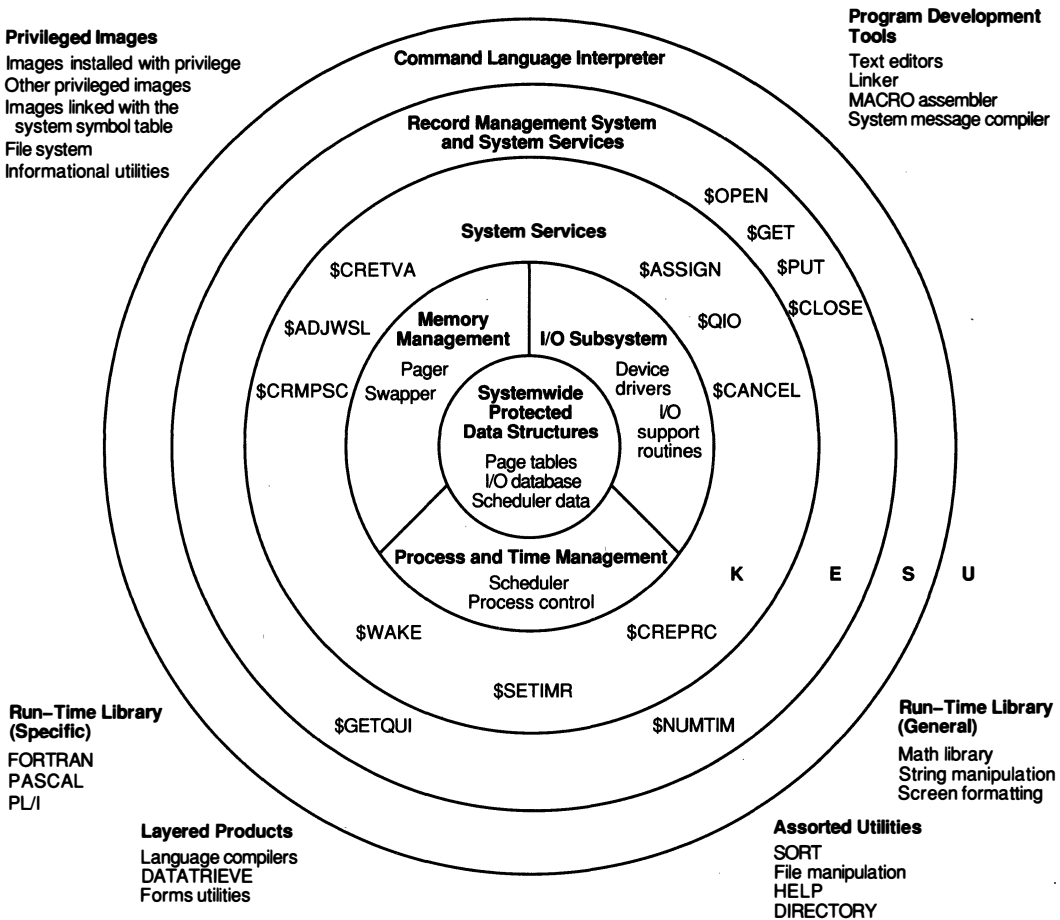 Privileged Images
Images installed with privilege
Other privileged images
Images linked with the
system symbol table
File system
Informational utilities
Program Development
Tools
Text editors
Linker
MACRO assembler
System message compiler
Command Language Interpreter
Record Management System
and System Services
$OPEN
$GET
$PUT
$CLOSE
System Services
$CRETVA
$ADJWSL
$CRMPSC
$ASSIGN
$QIO
$CANCEL
Memory
Management
Pager
Swapper
I/O Subsystem
Device
drivers
I/O
support
routines
Systemwide
Protected
Data Structures
Page tables
I/O database
Scheduler data
Process and Time Management
Scheduler
Process control
K E S U
$WAKE
$CREPRC
$SETIMR
$GETQUI
$NUMTIM
Run–Time Library
(Specific)
FORTRAN
PASCAL
PL/I
Run–Time Library
(General)
Math library
String manipulation
Screen formatting
Layered Products
Language compilers
DATATRIEVE
Forms utilities
Assorted Utilities
SORT
File manipulation
HELP
DIRECTORY